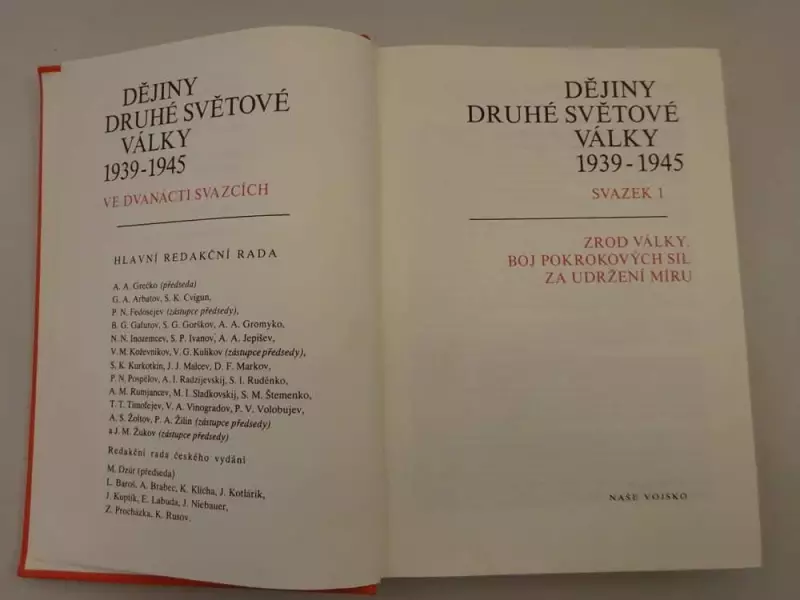 DĚJINY
DRUHÉ SVĚTOVÉ
VÁLKY
1939-1945
VE DVANÁCTI SVAZCÍCH
HLAVNÍ REDAKČNÍ RADA
A. A. Grečko (předseda)
G. A. Arbatov, S. K. Cvigun,
P. N. Fedosejev (zástupce předsedy),
B. G. Gafurov, S. G. Gorškov, A. A. Gromyko,
N. N. Inozemcev, S. P. Ivanov, A. A. Jepišev,
V. M. Koževnikov, V. G. Kulikov (zástupce předsedy),
S. K. Kurkotkin, J. J. Malcev, D. F. Markov,
P. N. Pospělov, A. I. Radzijevskij, S. I. Ruděnko,
A. M. Rumjancev, M. I. Sladkovskij, S. M. Štemenko,
T. T. Timofejev, V. A. Vinogradov, P. V. Volobujev,
A. S. Žoltov, P. A. Žilin (zástupce předsedy)
a J. M. Žukov (zástupce předsedy)
Redakční rada českého vydání
M. Dzúr (předseda)
L. Baroš, A. Brabec, K. Klícha, J. Kotlárik,
J. Kuplík, E. Labuda, J. Niebauer,
Z. Procházka, K. Rusov.
DĚJINY
DRUHÉ SVĚTOVÉ
VÁLKY
1939-1945
SVAZEK 1
ZROD VÁLKY.
BOJ POKROKOVÝCH SIL
ZA UDRŽENÍ MÍRU
NAŠE VOJSKO